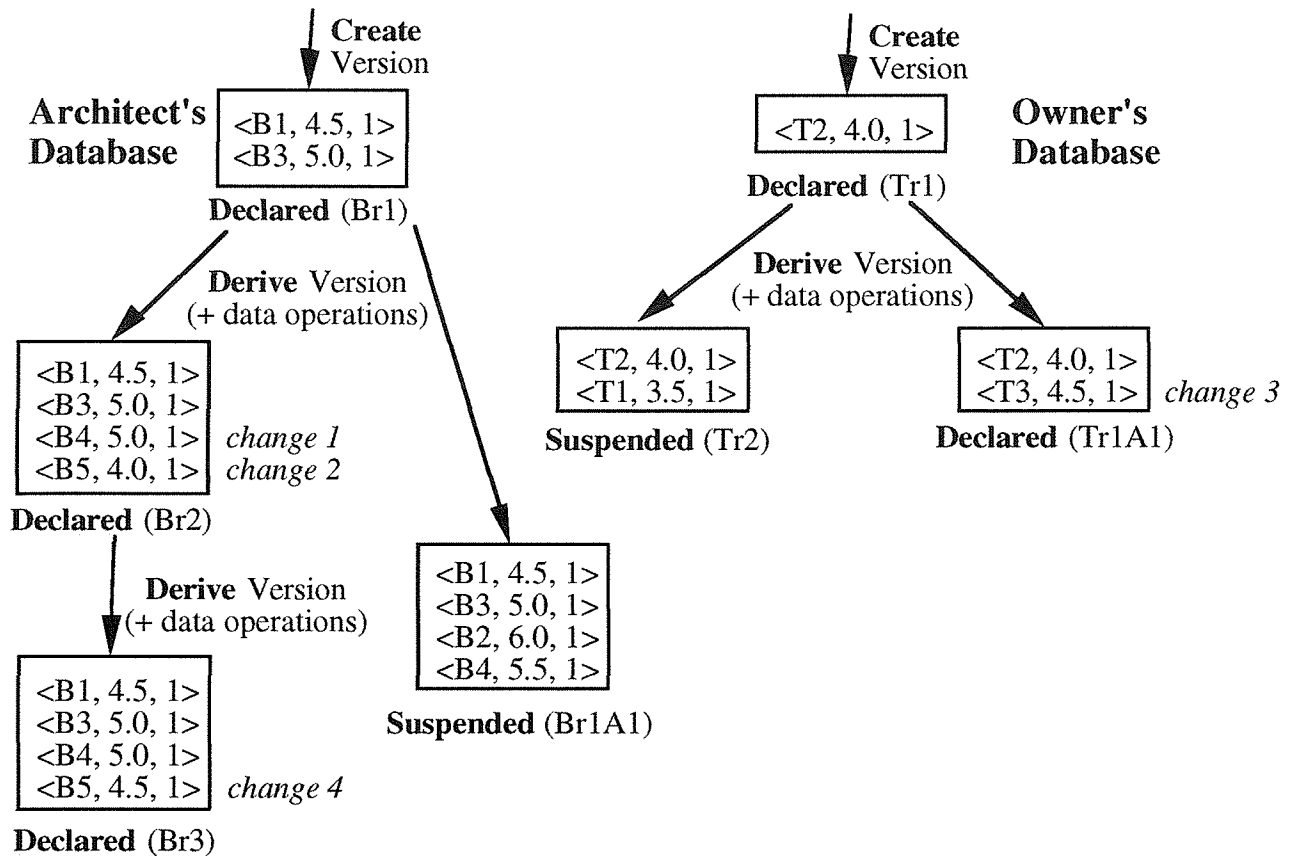 Create
Version
Architect's
Database
<B1, 4.5, 1>
<B3, 5.0, 1>
Declared (Br1)
Derive Version
(+ data operations)
<B1, 4.5, 1>
<B3, 5.0, 1>
<B4, 5.0, 1> change 1
<B5, 4.0, 1> change 2
Declared (Br2)
Derive Version
(+ data operations)
<B1, 4.5, 1>
<B3, 5.0, 1>
<B4, 5.0, 1>
<B5, 4.5, 1> change 4
Declared (Br3)
<B1, 4.5, 1>
<B3, 5.0, 1>
<B2, 6.0, 1>
<B4, 5.5, 1>
Suspended (Br1A1)
Create
Version
Owner's
Database
<T2, 4.0, 1>
Declared (Tr1)
Derive Version
(+ data operations)
<T2, 4.0, 1>
<T1, 3.5, 1>
Suspended (Tr2)
<T2, 4.0, 1>
<T3, 4.5, 1> change 3
Declared (Tr1A1)